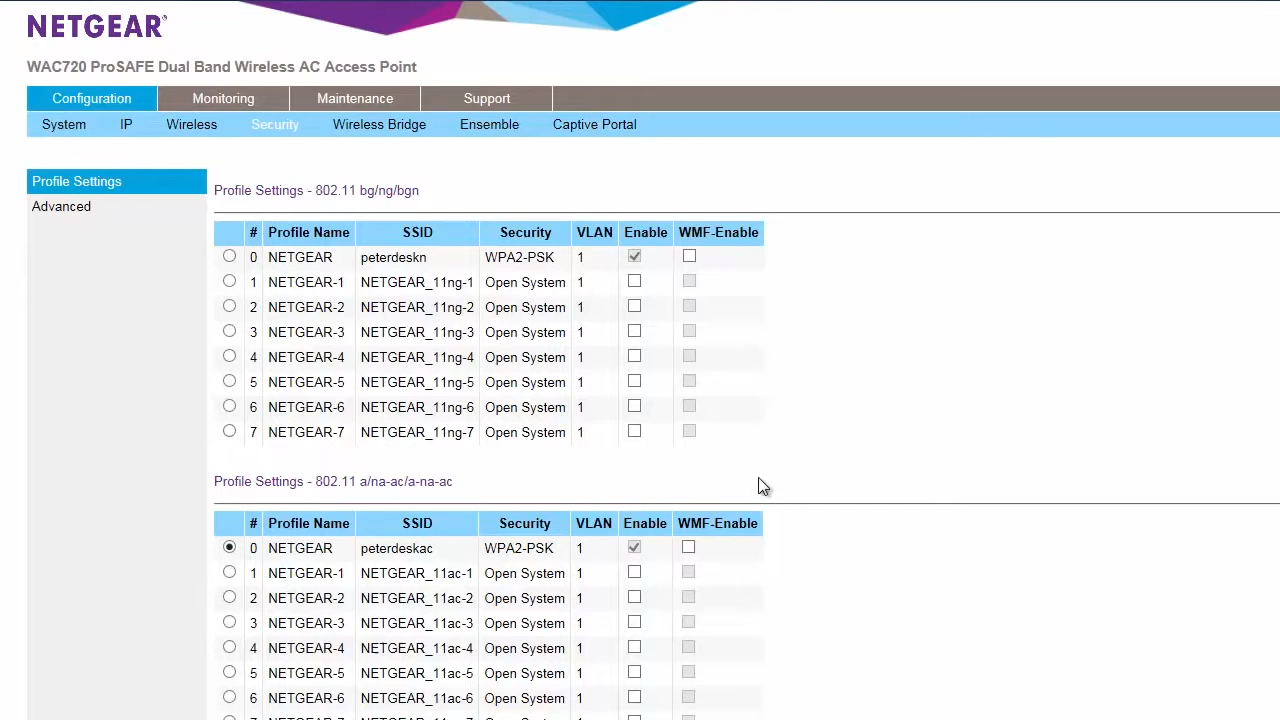 NETGEAR®
WAC720 ProSAFE Dual Band Wireless AC Access Point
Configuration Monitoring Maintenance Support
System IP Wireless Security Wireless Bridge Ensemble Captive Portal
Profile Settings
Advanced
Profile Settings - 802.11 bg/ng/bgn
# Profile Name SSID Security VLAN Enable WMF-Enable
0 NETGEAR peterdeskn WPA2-PSK 1
1 NETGEAR-1 NETGEAR_11ng-1 Open System 1
2 NETGEAR-2 NETGEAR_11ng-2 Open System 1
3 NETGEAR-3 NETGEAR_11ng-3 Open System 1
4 NETGEAR-4 NETGEAR_11ng-4 Open System 1
5 NETGEAR-5 NETGEAR_11ng-5 Open System 1
6 NETGEAR-6 NETGEAR_11ng-6 Open System 1
7 NETGEAR-7 NETGEAR_11ng-7 Open System 1
Profile Settings - 802.11 a/na-ac/a-na-ac
# Profile Name SSID Security VLAN Enable WMF-Enable
0 NETGEAR peterdeskac WPA2-PSK 1
1 NETGEAR-1 NETGEAR_11ac-1 Open System 1
2 NETGEAR-2 NETGEAR_11ac-2 Open System 1
3 NETGEAR-3 NETGEAR_11ac-3 Open System 1
4 NETGEAR-4 NETGEAR_11ac-4 Open System 1
5 NETGEAR-5 NETGEAR_11ac-5 Open System 1
6 NETGEAR-6 NETGEAR_11ac-6 Open System 1